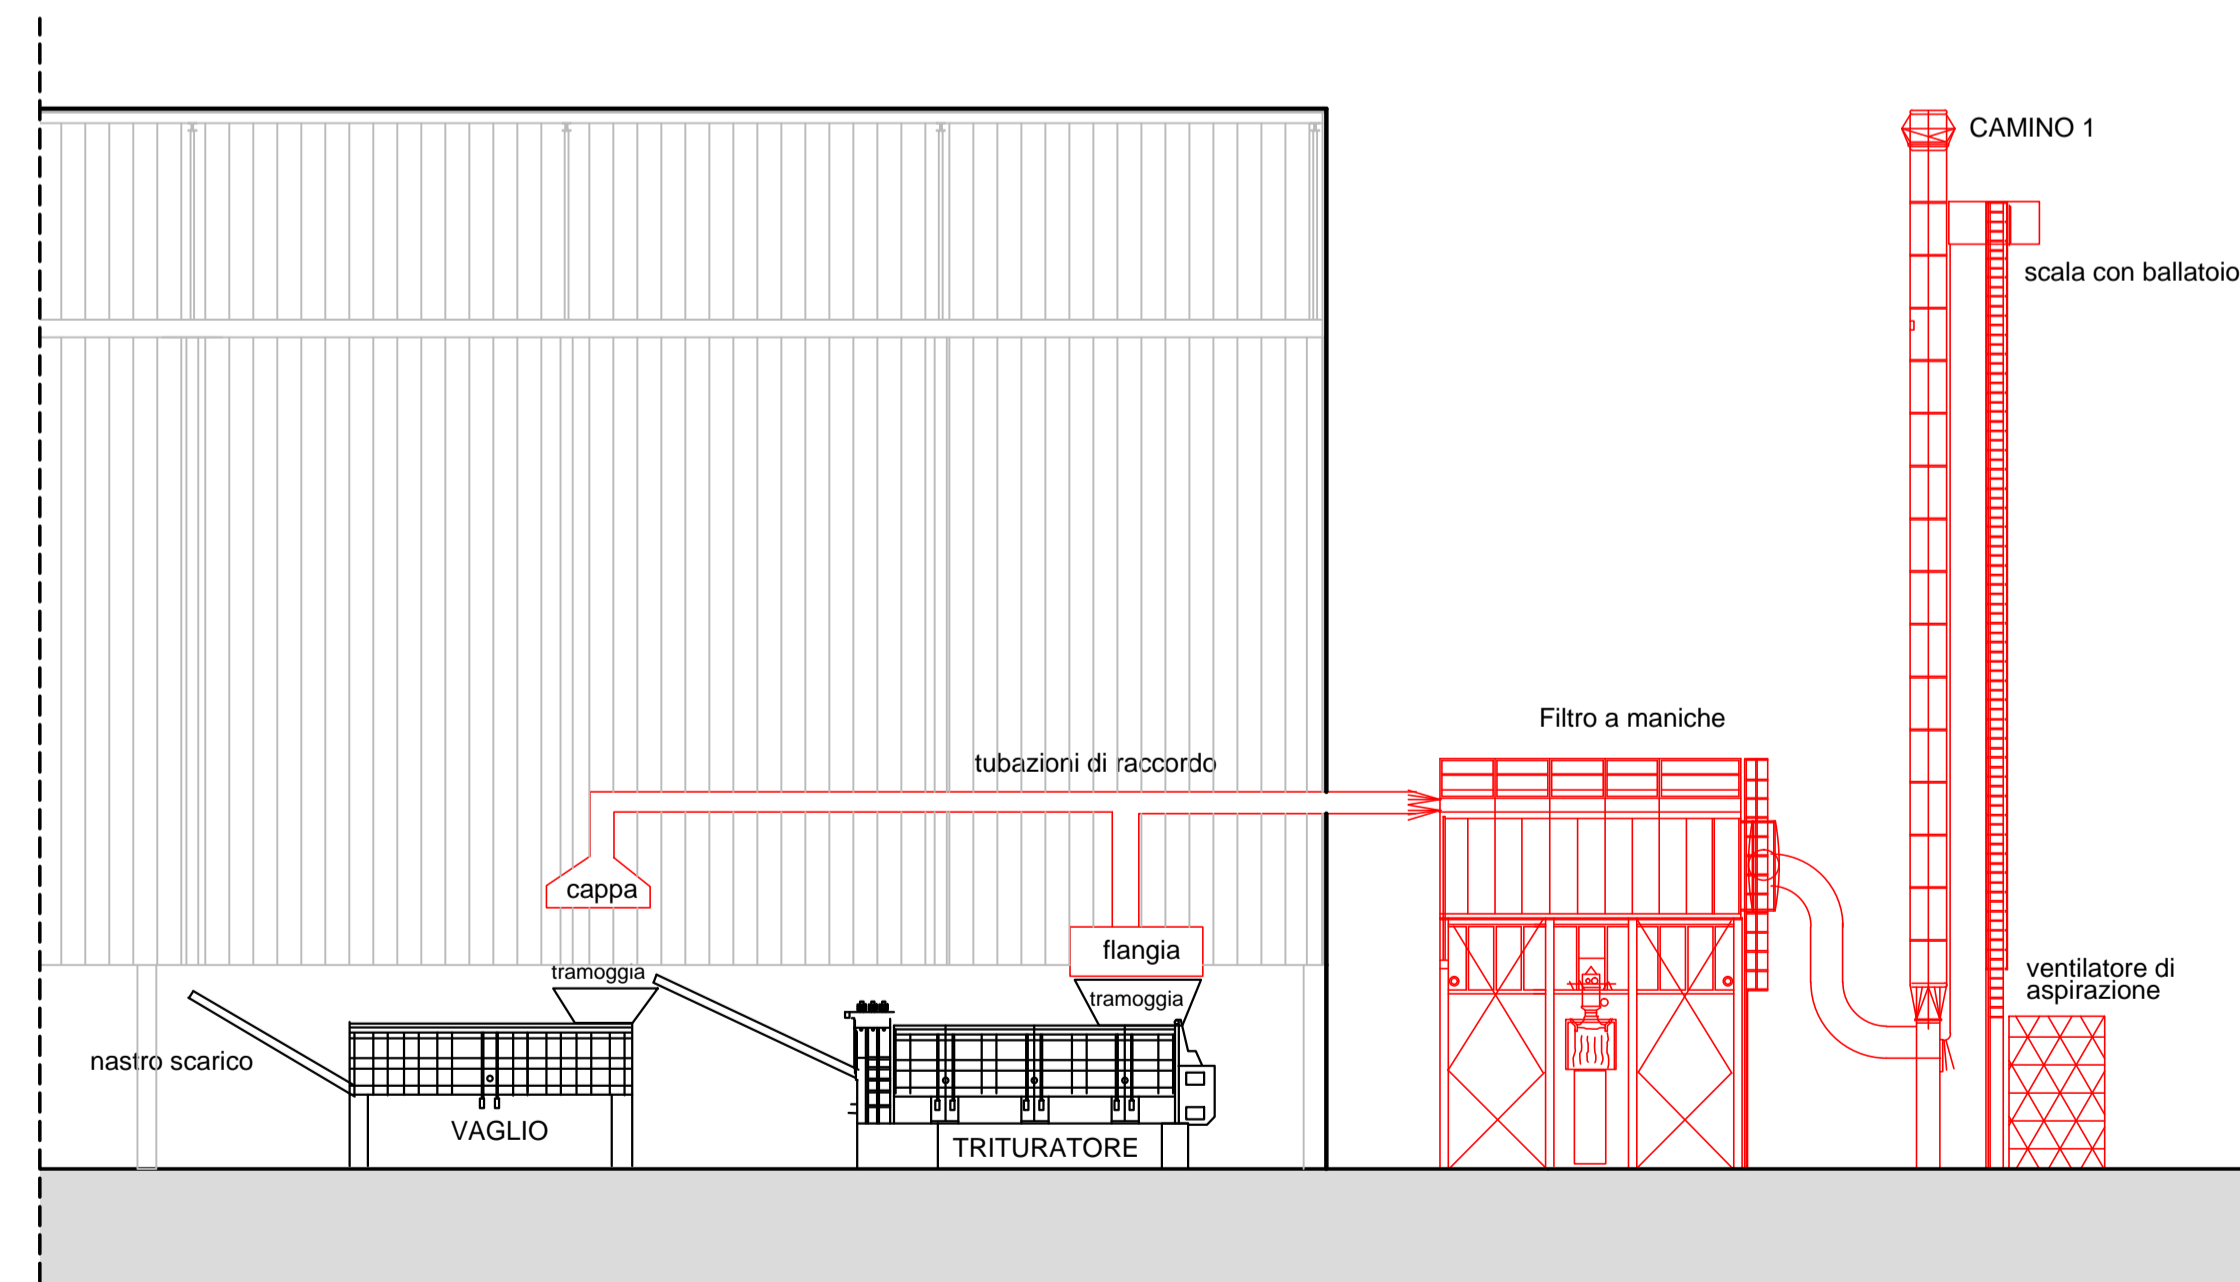 CAMINO 1
scala con ballatoio
Filtro a maniche
tubazioni di raccordo
cappa
flangia
tramoggia
tramoggia
ventilatore di
aspirazione
nastro scarico
VAGLIO
TRITURATORE